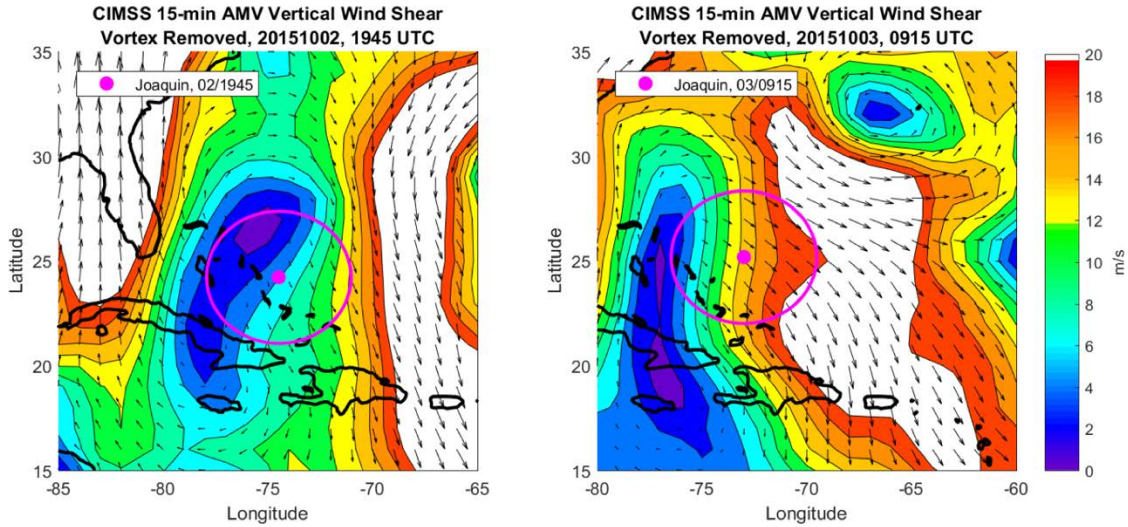 CIMSS 15-min AMV Vertical Wind Shear
Vortex Removed, 20151002, 1945 UTC
Joaquin, 02/1945
35
30
25
20
15
Latitude
-85
-80
-75
-70
-65
Longitude
CIMSS 15-min AMV Vertical Wind Shear
Vortex Removed, 20151003, 0915 UTC
Joaquin, 03/0915
35
30
25
20
15
Latitude
-80
-75
-70
-65
-60
Longitude
20
18
16
14
12
10
8
6
4
2
0
m/s